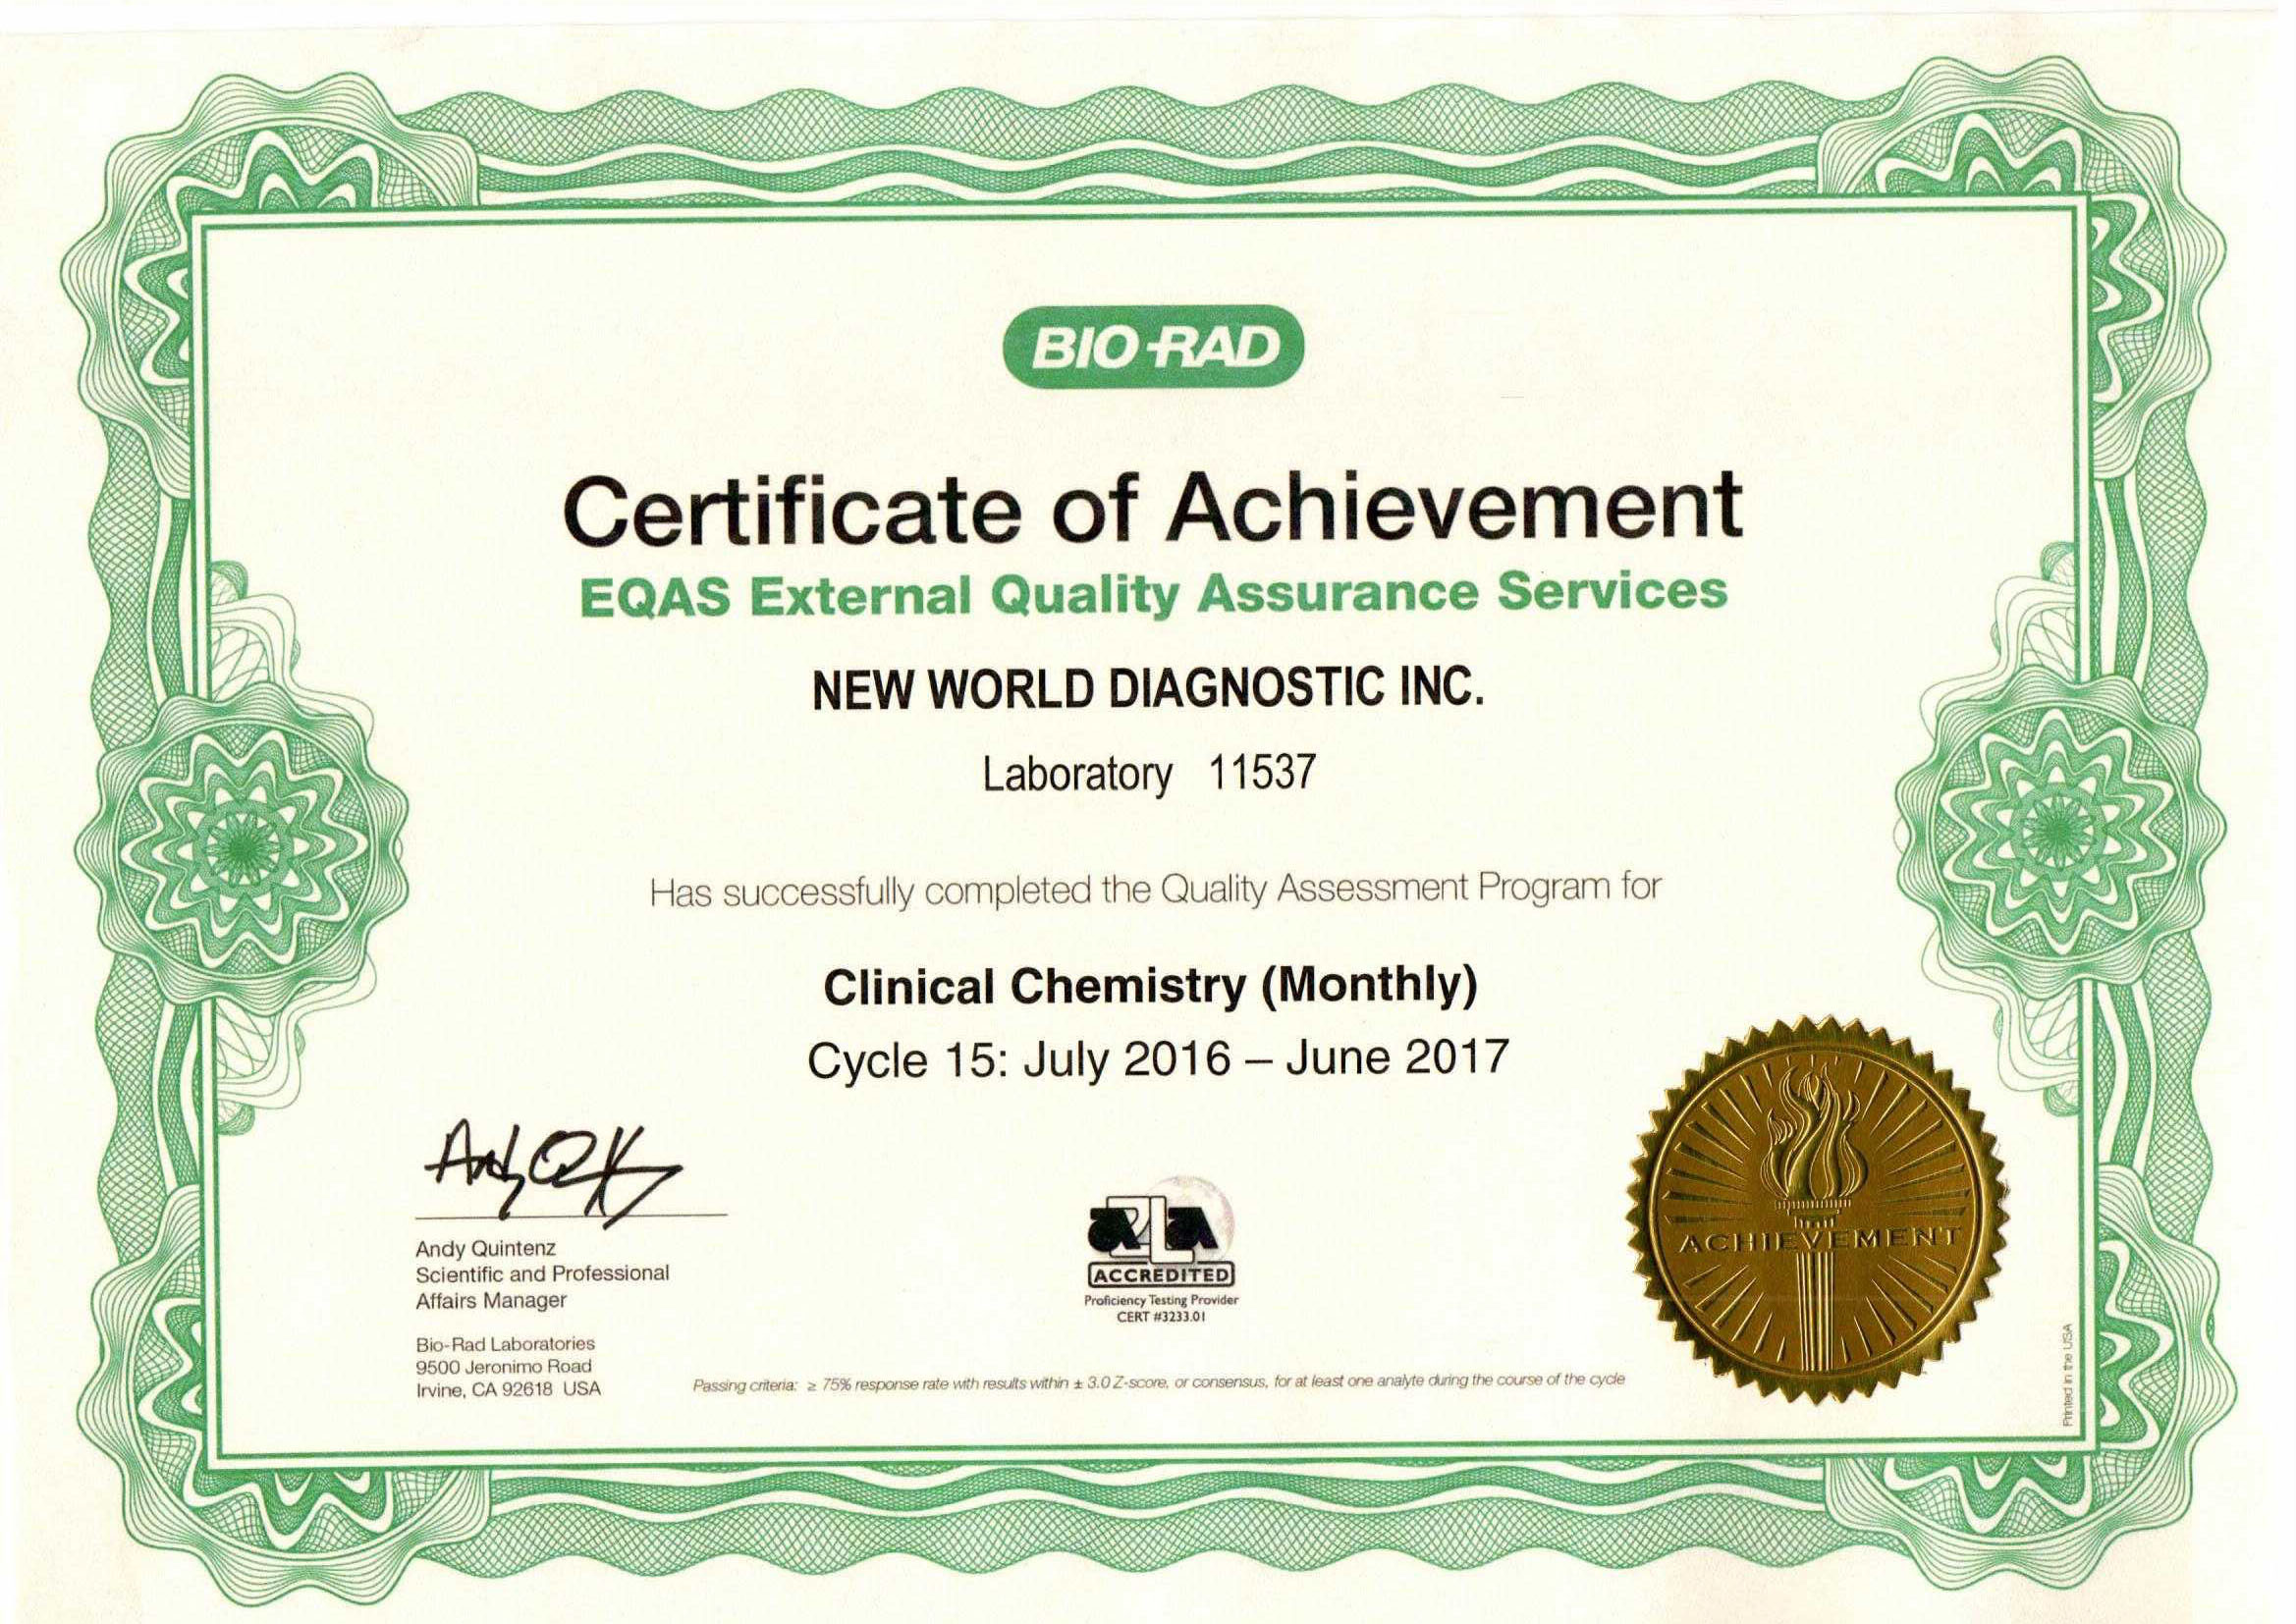 BIO-RAD
Certificate of Achievement
EQAS External Quality Assurance Services
NEW WORLD DIAGNOSTIC INC.
Laboratory 11537
Has successfully completed the Quality Assessment Program for
Clinical Chemistry (Monthly)
Cycle 15: July 2016 – June 2017
Andy Quintenz
Scientific and Professional
Affairs Manager
Bio-Rad Laboratories
9500 Jeronimo Road
Irvine, CA 92618 USA
A2LA
ACCREDITED
Proficiency Testing Provider
CERT #3233.01
Passing criteria: ≥ 75% response rate with results within ± 3.0 Z-score, or consensus, for at least one analyte during the course of the cycle
ACHIEVEMENT
Printed in the USA